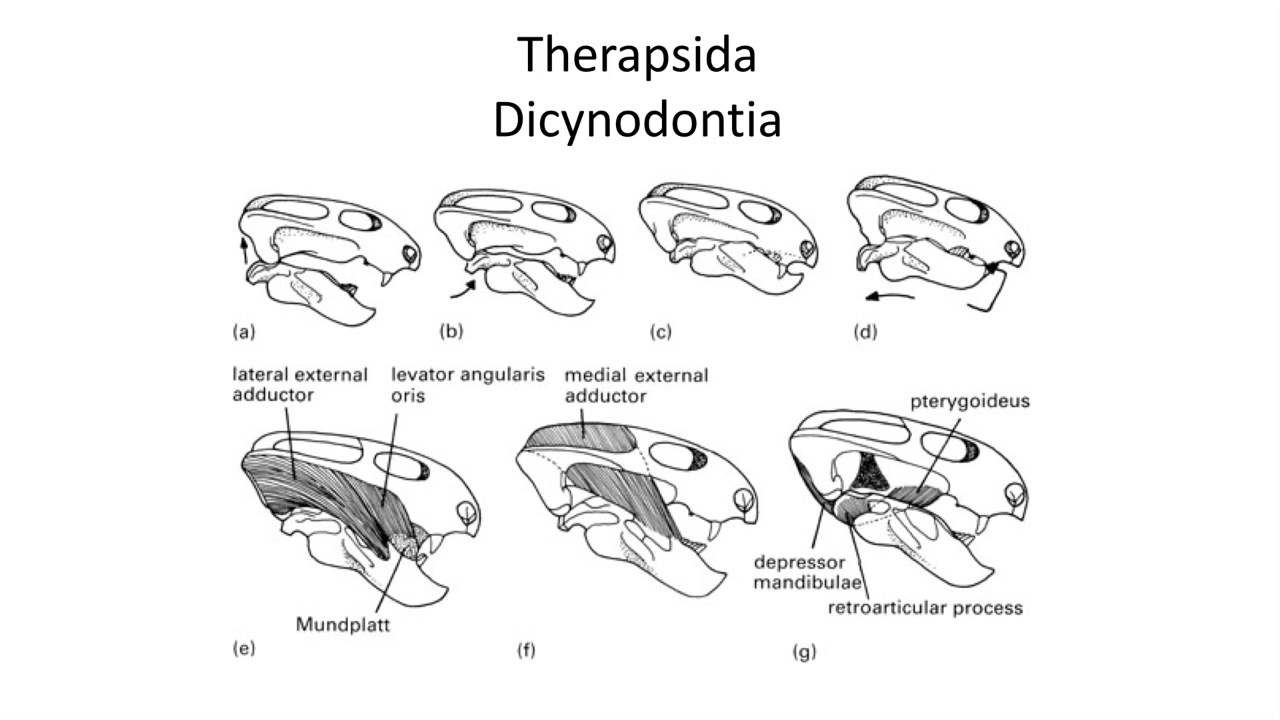 Therapsida
Dicynodontia
(a)
(b)
(c)
(d)
lateral external
adductor
levator angularis
oris
medial external
adductor
pterygoideus
depressor
mandibulae
retroarticular process
Mundplatt
(e)
(f)
(g)